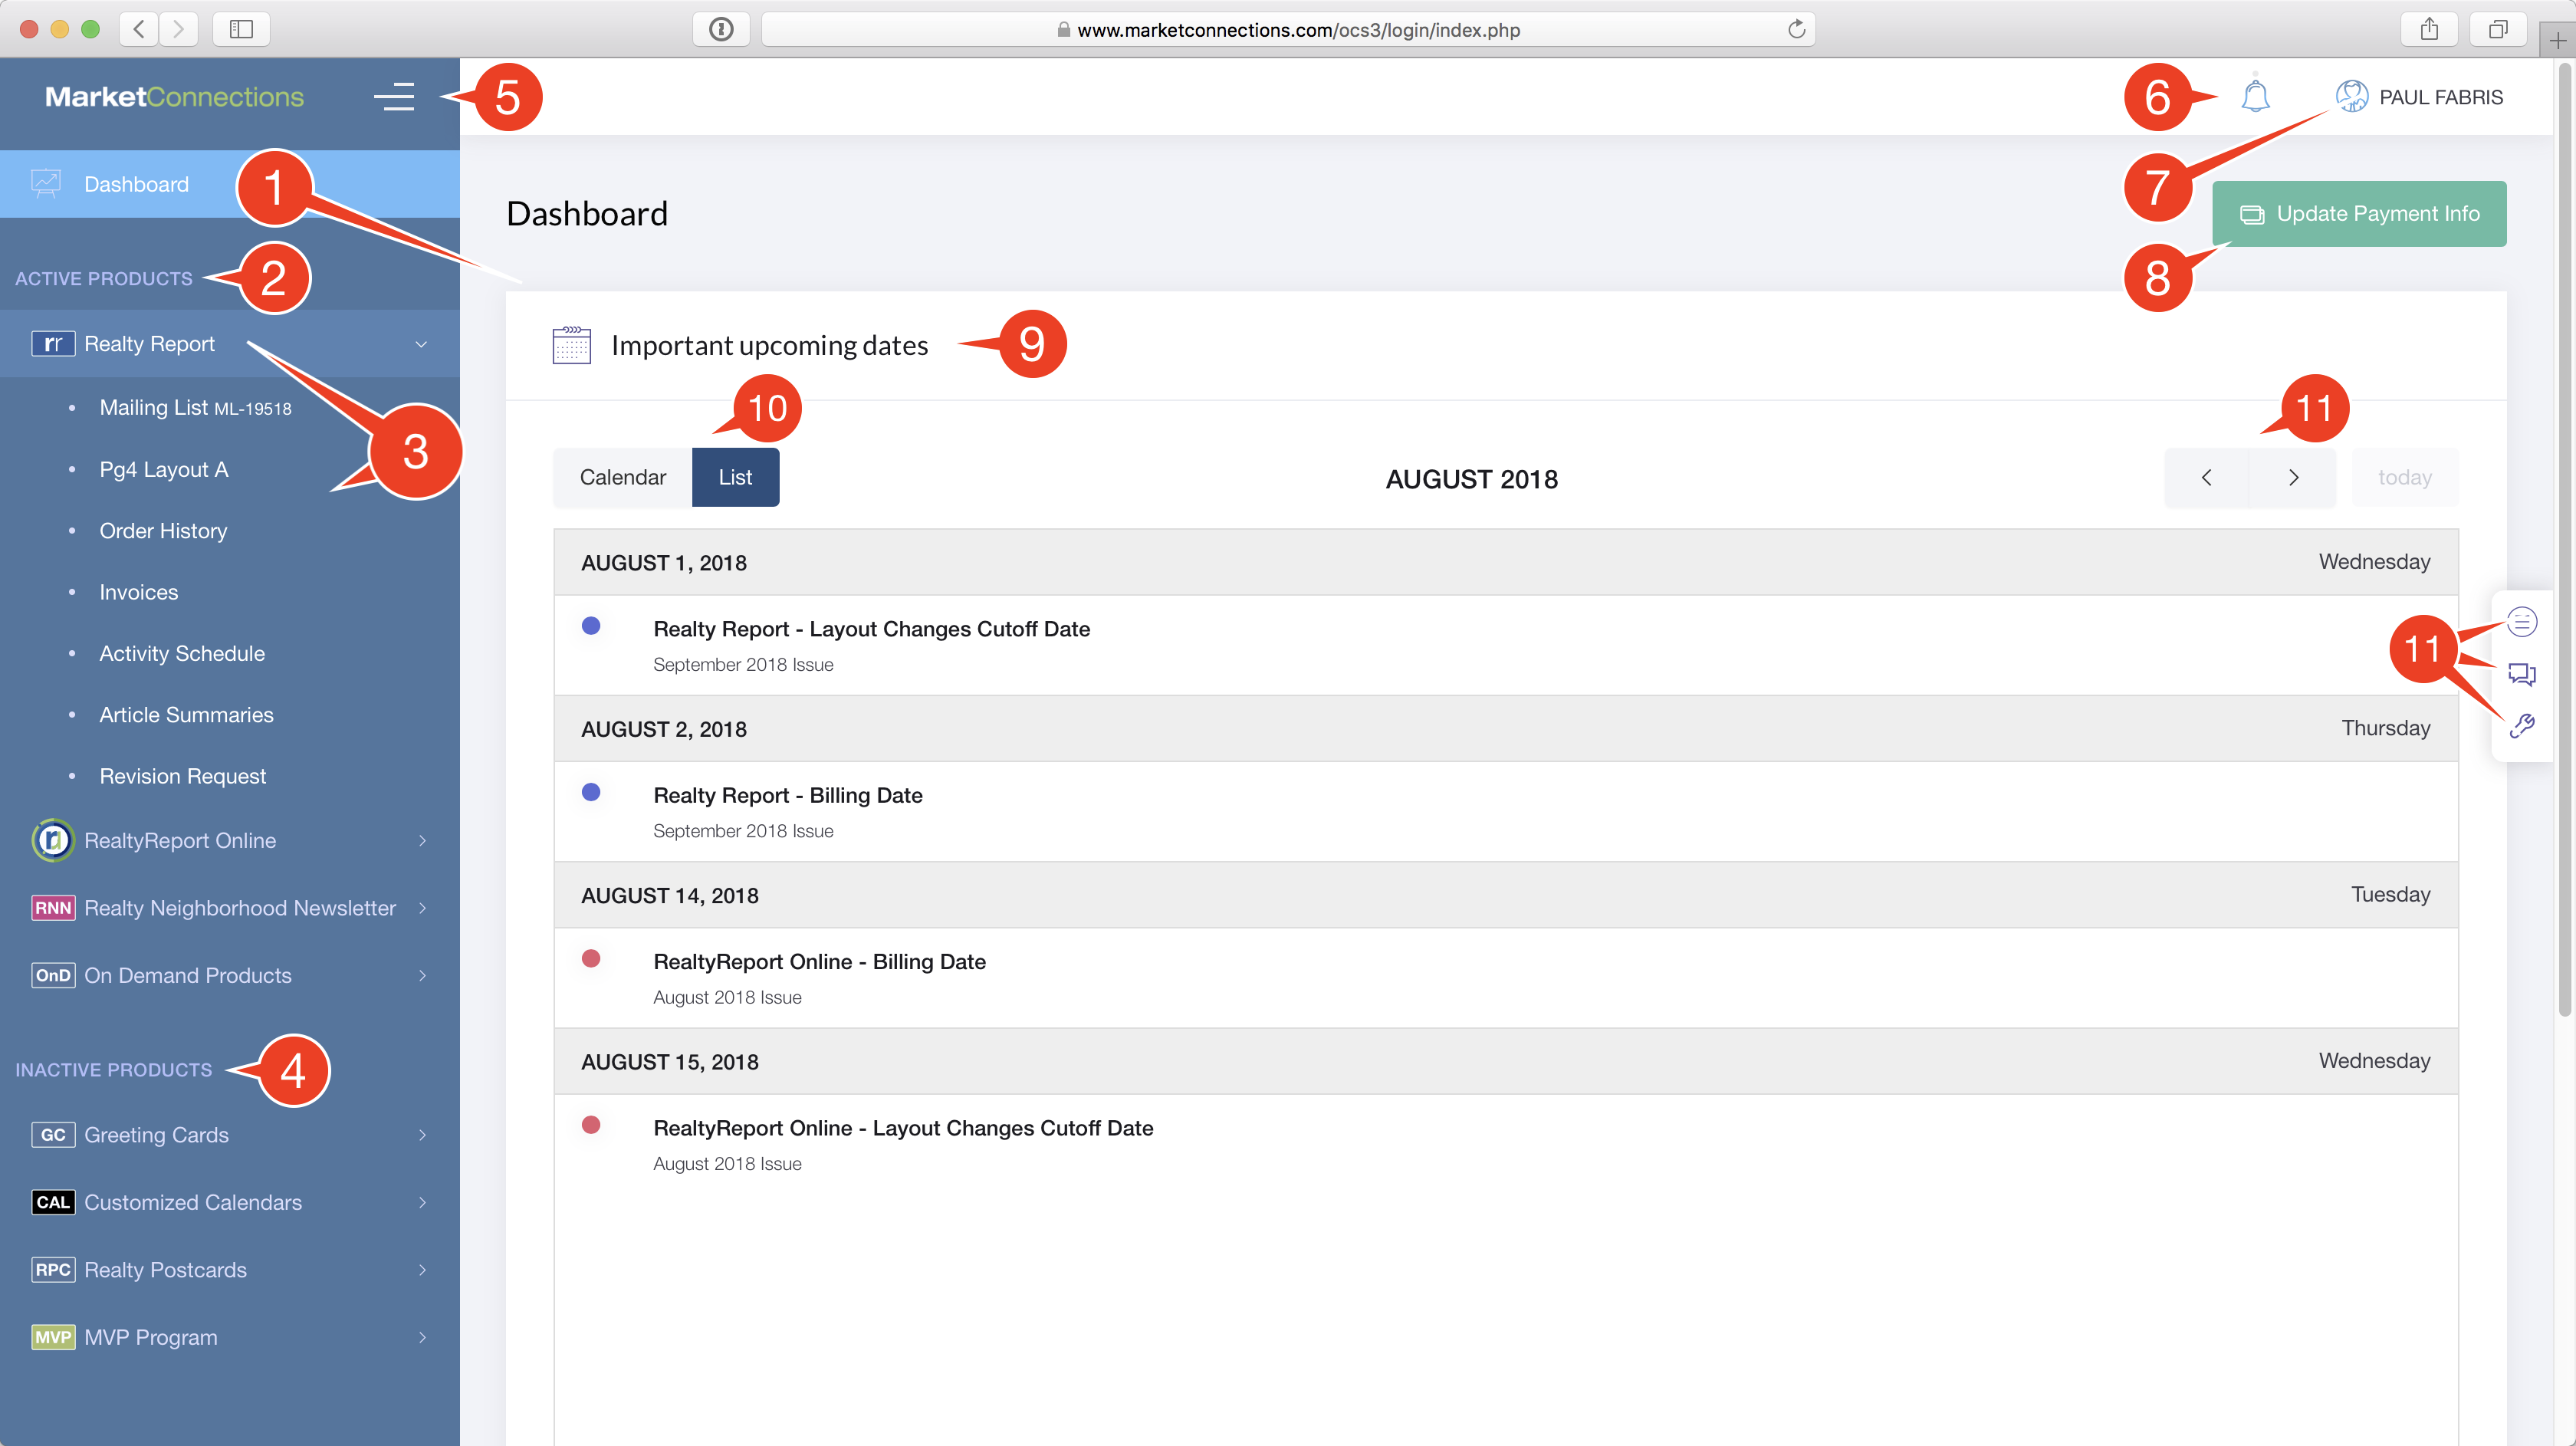 www.marketconnections.com/ocs3/login/index.php
MarketConnections
5
6
PAUL FABRIS
Dashboard
1
7
Dashboard
Update Payment Info
8
ACTIVE PRODUCTS
2
Realty Report
3
Mailing List ML-19518
Pg4 Layout A
Order History
Invoices
Activity Schedule
Article Summaries
Revision Request
RealtyReport Online
RNN Realty Neighborhood Newsletter
OnD On Demand Products
INACTIVE PRODUCTS
4
GC Greeting Cards
CAL Customized Calendars
RPC Realty Postcards
MVP MVP Program
Important upcoming dates
9
10
11
Calendar
List
AUGUST 2018
today
AUGUST 1, 2018
Wednesday
Realty Report - Layout Changes Cutoff Date
September 2018 Issue
11
AUGUST 2, 2018
Thursday
Realty Report - Billing Date
September 2018 Issue
AUGUST 14, 2018
Tuesday
RealtyReport Online - Billing Date
August 2018 Issue
AUGUST 15, 2018
Wednesday
RealtyReport Online - Layout Changes Cutoff Date
August 2018 Issue